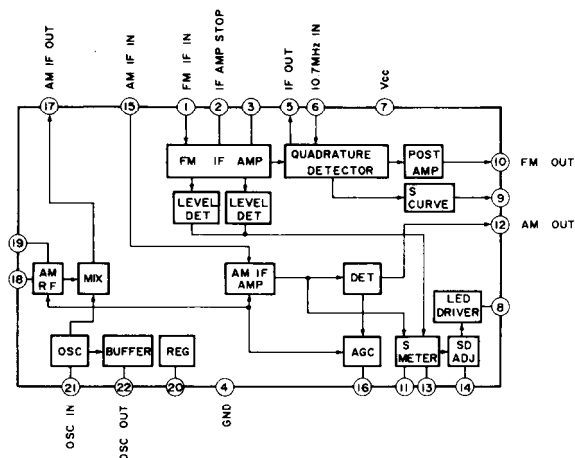 AM IF OUT
AM IF IN
FM IF IN
IF AMP STOP
IF OUT
10.7MHz IN
Vcc
17
15
1
2
3
5
6
7
FM IF AMP
QUADRATURE
DETECTOR
POST
AMP
10
FM OUT
LEVEL
DET
LEVEL
DET
S
CURVE
9
12
AM OUT
19
18
AM
RF
MIX
AM IF
AMP
DET
LED
DRIVER
8
OSC
BUFFER
REG
AGC
S
METER
SD
ADJ
21
22
20
4
16
11
13
14
OSC IN
OSC OUT
GND